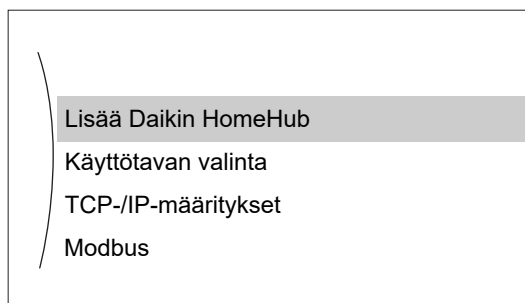 Lisää Daikin HomeHub
Käyttötavan valinta
TCP-/IP-määritykset
Modbus